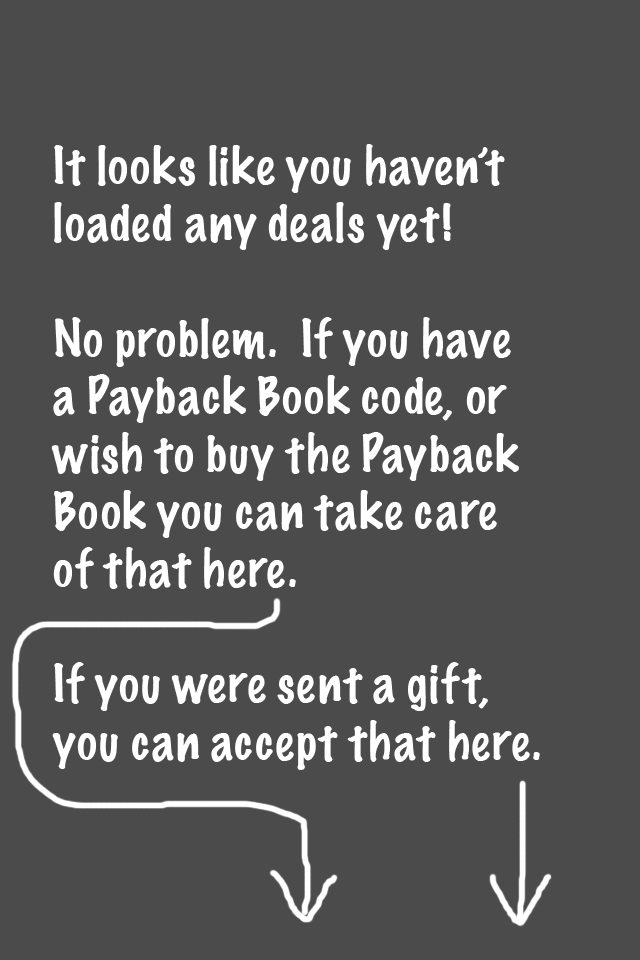 It looks like you haven't
loaded any deals yet!
No problem.  If you have
a Payback Book code, or
wish to buy the Payback
Book you can take care
of that here.
If you were sent a gift,
you can accept that here.